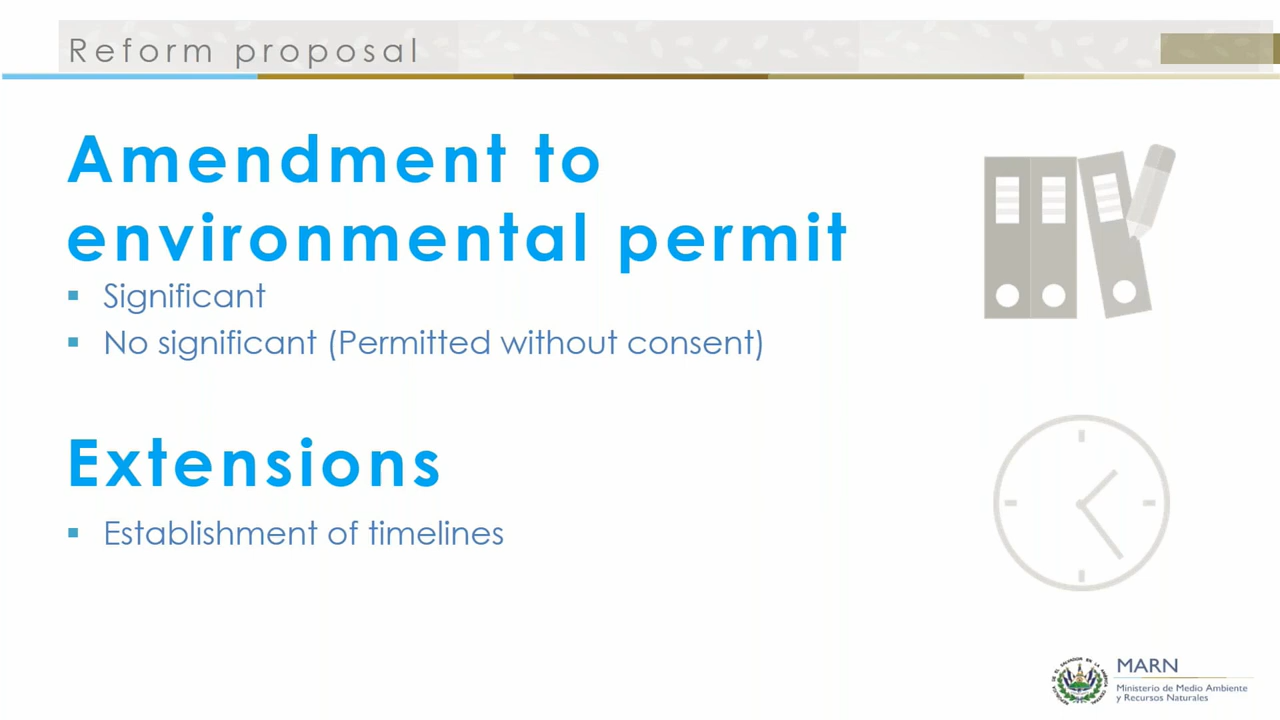 Reform proposal
Amendment to
environmental permit
▪ Significant
▪ No significant (Permitted without consent)
Extensions
▪ Establishment of timelines
MARN
Ministerio de Medio Ambiente
y Recursos Naturales